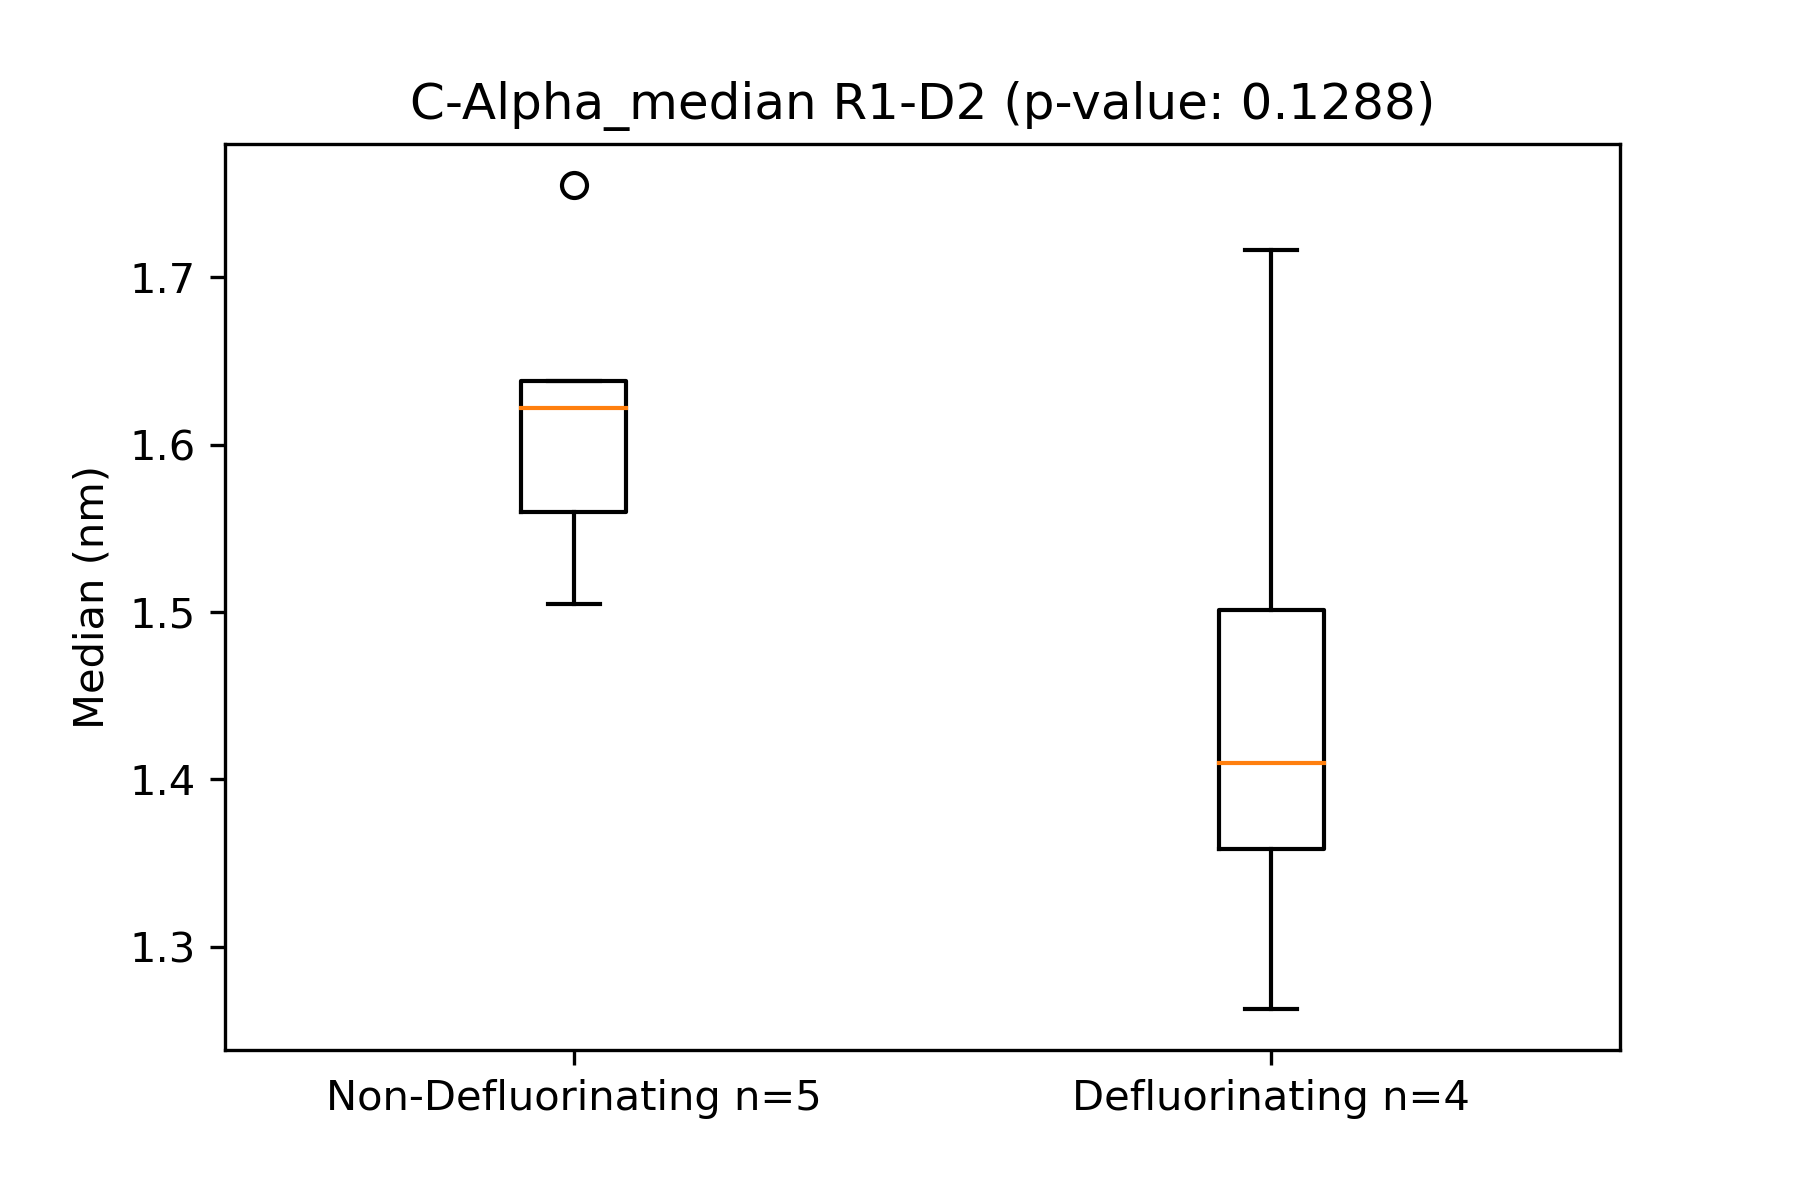 C-Alpha_median R1-D2 (p-value: 0.1288)
Median (nm)
1.7
1.6
1.5
1.4
1.3
Non-Defluorinating n=5
Defluorinating n=4